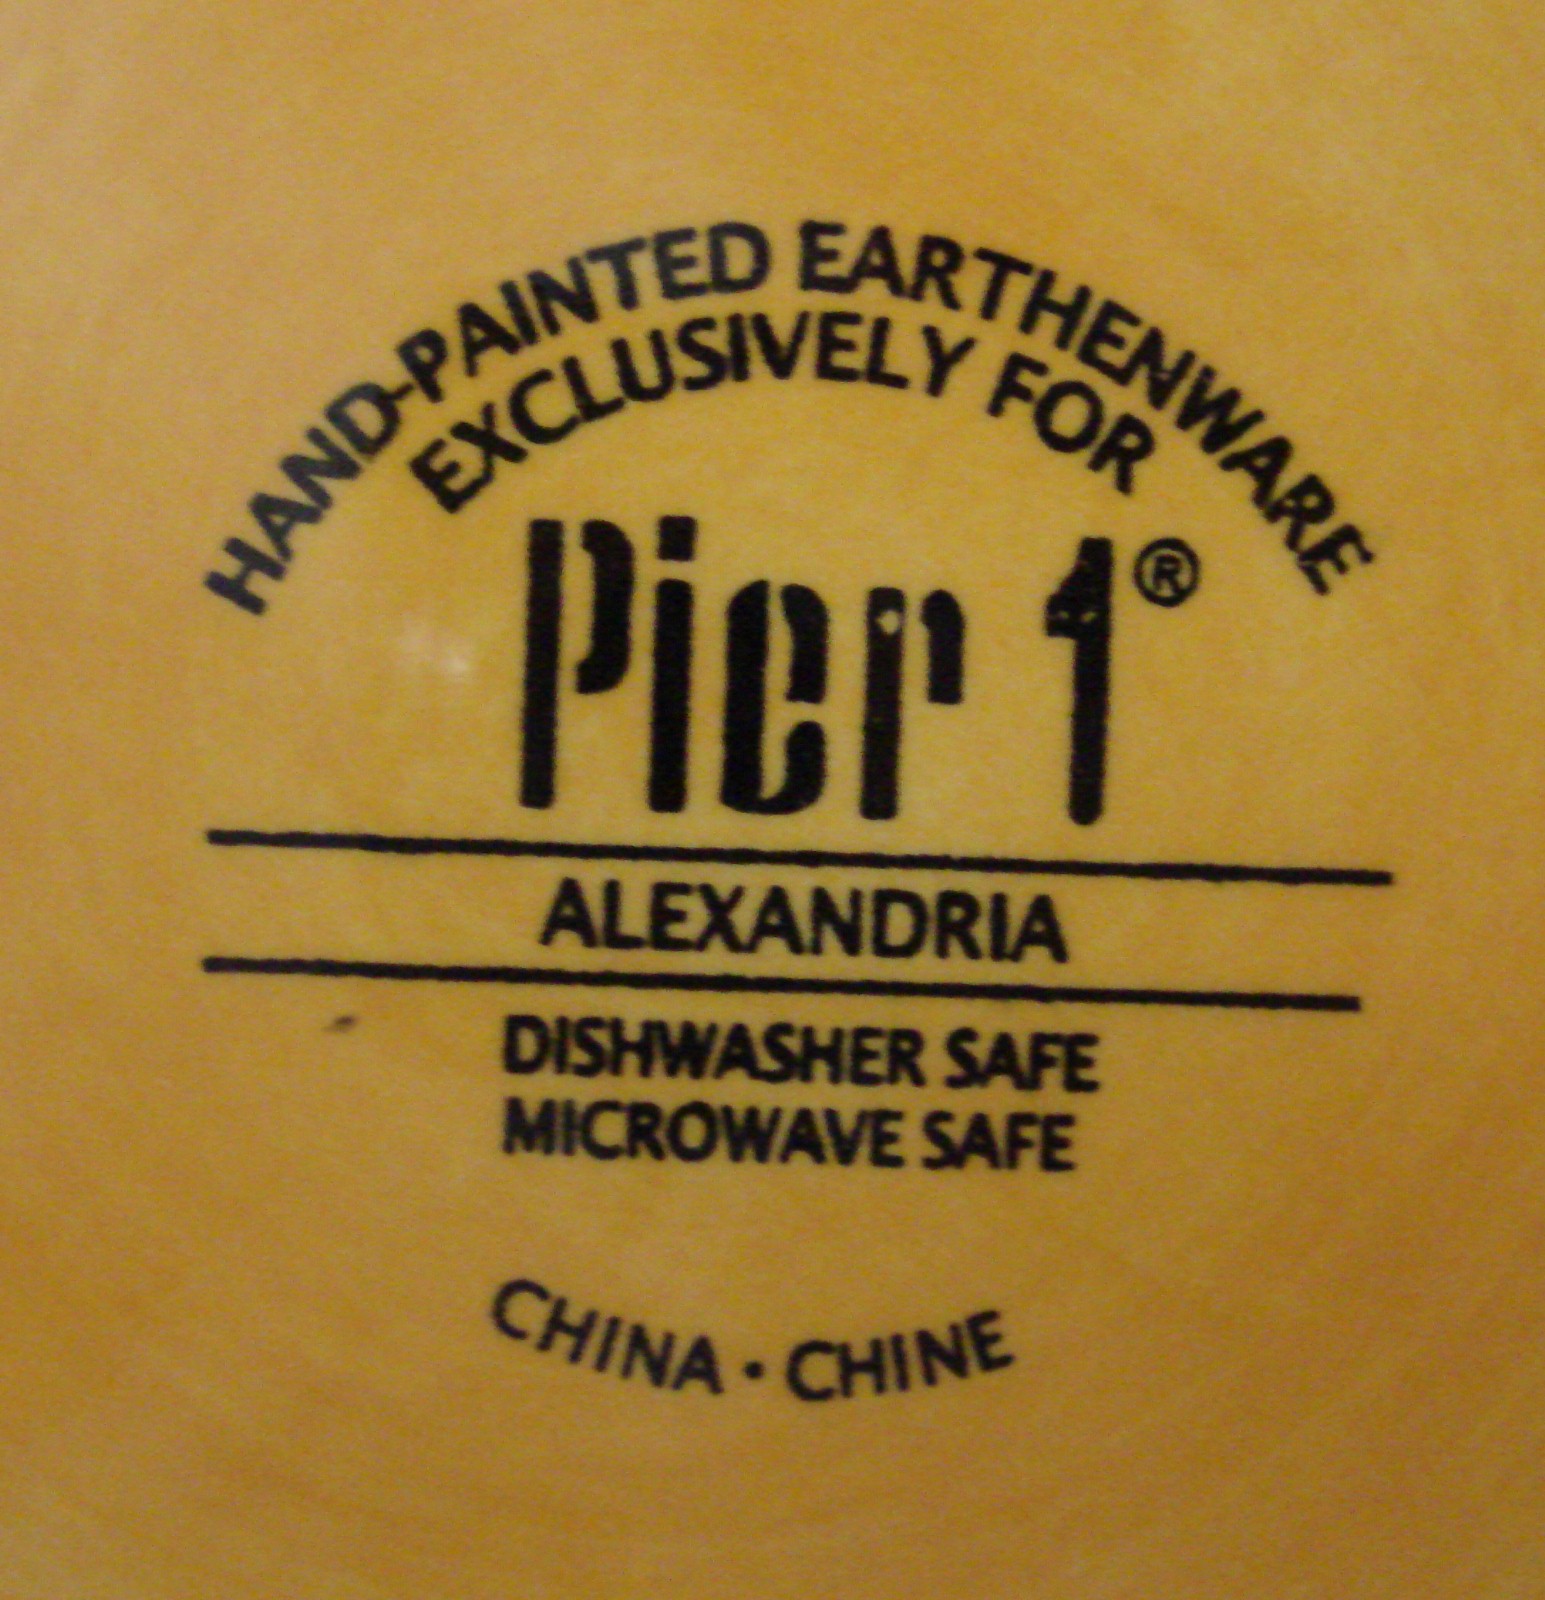 HAND-PAINTED EARTHENWARE
EXCLUSIVELY FOR
Pier 1®
ALEXANDRIA
DISHWASHER SAFE
MICROWAVE SAFE
CHINA · CHINE